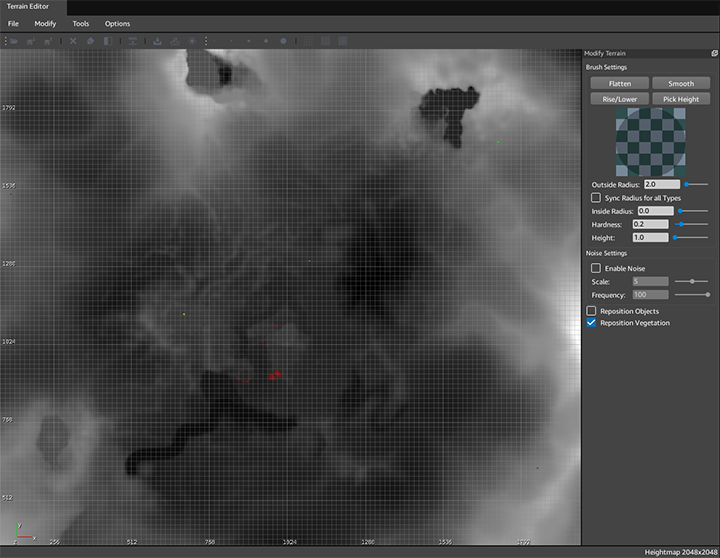 Terrain Editor
File Modify Tools Options
Modify Terrain
Brush Settings
Flatten Smooth
Rise/Lower Pick Height
Outside Radius: 2.0
Sync Radius for all Types
Inside Radius: 0.0
Hardness: 0.2
Height: 1.0
Noise Settings
Enable Noise
Scale: 5
Frequency: 100
Reposition Objects
Reposition Vegetation
1792
1536
1280
1024
768
512
y
z x
256 512 768 1024 1280 1536 1792
Heightmap 2048x2048